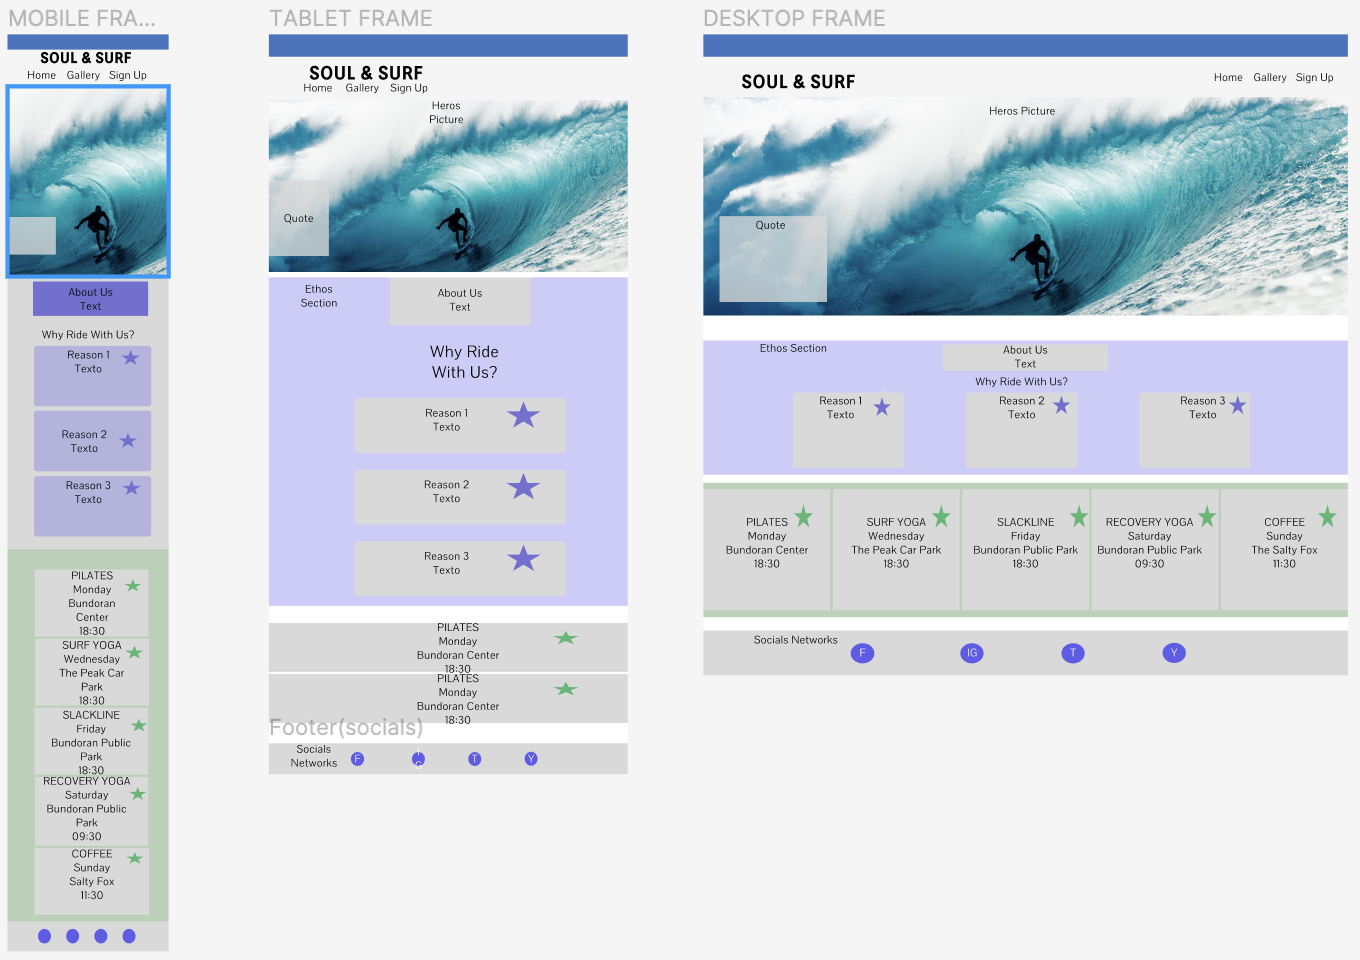 MOBILE FRA...
SOUL & SURF
Home Gallery Sign Up
About Us
Text
Why Ride With Us?
Reason 1
Texto
Reason 2
Texto
Reason 3
Texto
PILATES
Monday
Bundoran
Center
18:30
SURF YOGA
Wednesday
The Peak Car
Park
18:30
SLACKLINE
Friday
Bundoran Public
Park
18:30
RECOVERY YOGA
Saturday
Bundoran Public
Park
09:30
COFFEE
Sunday
Salty Fox
11:30
TABLET FRAME
SOUL & SURF
Home Gallery Sign Up
Heros
Picture
Quote
Ethos
Section
About Us
Text
Why Ride
With Us?
Reason 1
Texto
Reason 2
Texto
Reason 3
Texto
PILATES
Monday
Bundoran Center
18:30
PILATES
Monday
Bundoran Center
18:30
Footer(socials)
Socials
Networks
F
I
G
T
Y
DESKTOP FRAME
SOUL & SURF
Home Gallery Sign Up
Heros Picture
Quote
Ethos Section
About Us
Text
Why Ride With Us?
Reason 1
Texto
Reason 2
Texto
Reason 3
Texto
PILATES
Monday
Bundoran Center
18:30
SURF YOGA
Wednesday
The Peak Car Park
18:30
SLACKLINE
Friday
Bundoran Public Park
18:30
RECOVERY YOGA
Saturday
Bundoran Public Park
09:30
COFFEE
Sunday
The Salty Fox
11:30
Socials Networks
F
IG
T
Y